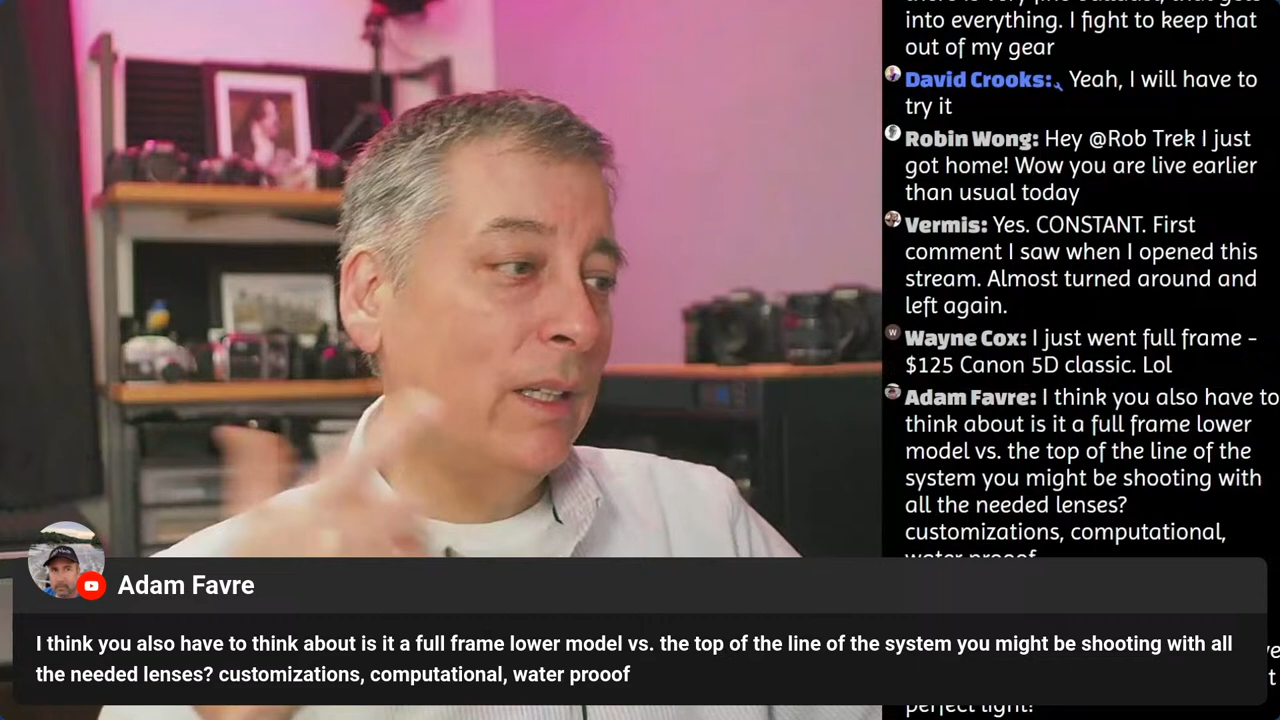 into everything. I fight to keep that
out of my gear
David Crooks: Yeah, I will have to
try it
Robin Wong: Hey @Rob Trek I just
got home! Wow you are live earlier
than usual today
Vermis: Yes. CONSTANT. First
comment I saw when I opened this
stream. Almost turned around and
left again.
W
Wayne Cox: I just went full frame -
$125 Canon 5D classic. Lol
Adam Favre: I think you also have to
think about is it a full frame lower
model vs. the top of the line of the
system you might be shooting with
all the needed lenses?
customizations, computational,
water prooof
Adam Favre
I think you also have to think about is it a full frame lower model vs. the top of the line of the system you might be shooting with all
the needed lenses? customizations, computational, water prooof
perfect light!